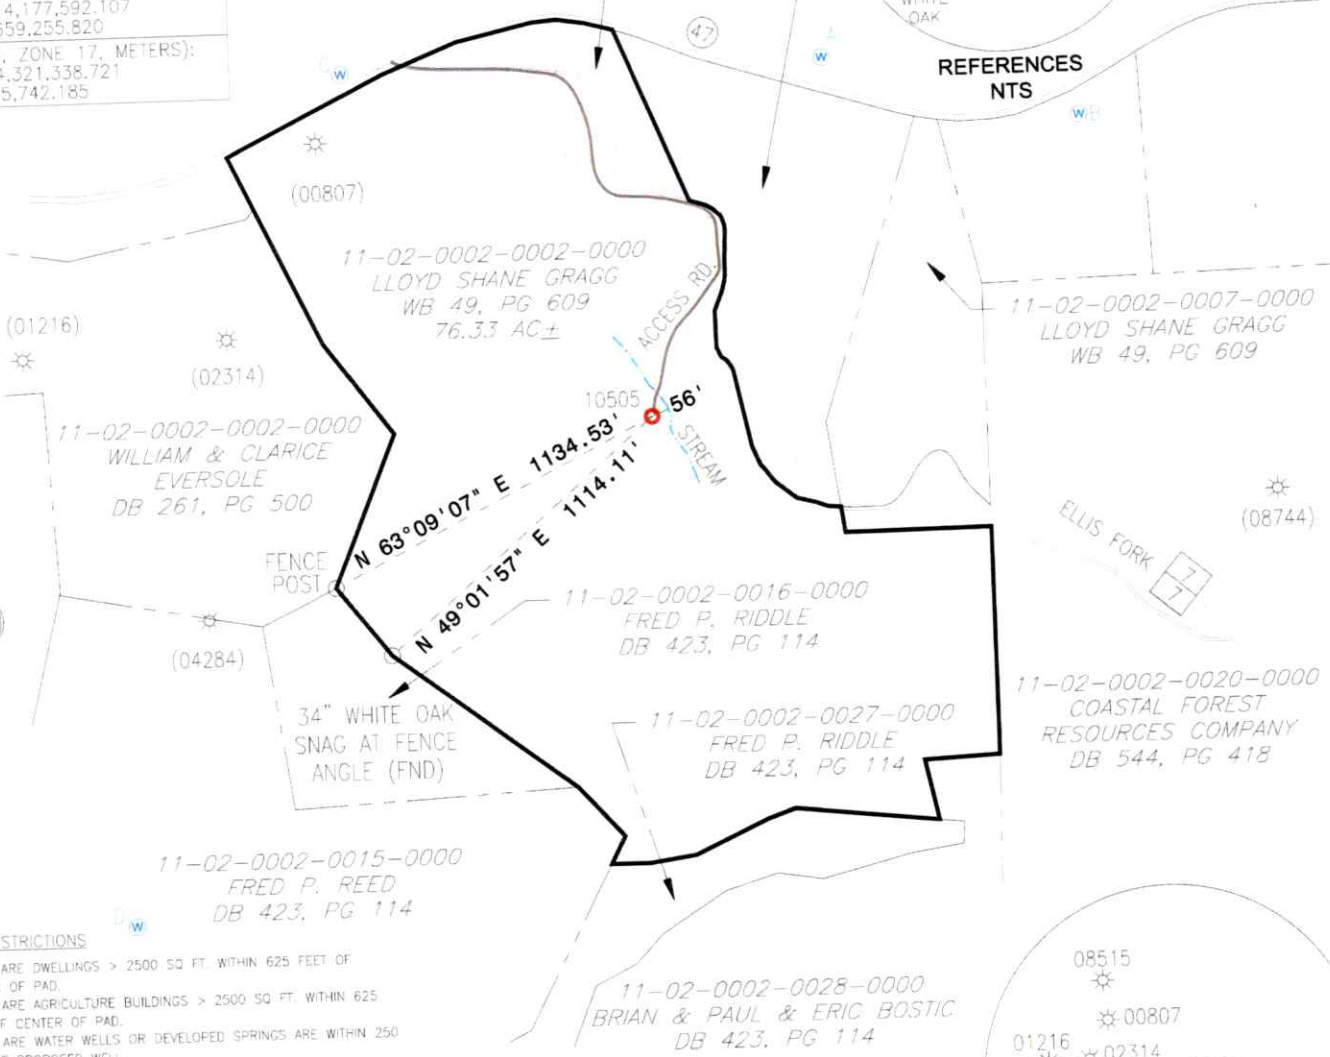 4,177,592.107
659,255.820
, ZONE 17, METERS):
4,321,338.721
5,742.185
OAK
47
REFERENCES
NTS
A
W
C
W
W
B
(00807)
11-02-0002-0002-0000
LLOYD SHANE GRAGG
WB 49, PG 609
76.33 AC±
ACCESS RD.
11-02-0002-0007-0000
LLOYD SHANE GRAGG
WB 49, PG 609
(01216)
(02314)
10505
56'
STREAM
11-02-0002-0002-0000
WILLIAM & CLARICE
EVERSOLE
DB 261, PG 500
N 63°09'07" E 1134.53'
N 49°01'57" E 1114.11'
(08744)
ELLIS FORK
7
7
FENCE
POST
11-02-0002-0016-0000
FRED P. RIDDLE
DB 423, PG 114
(04284)
34" WHITE OAK
SNAG AT FENCE
ANGLE (FND)
11-02-0002-0027-0000
FRED P. RIDDLE
DB 423, PG 114
11-02-0002-0020-0000
COASTAL FOREST
RESOURCES COMPANY
DB 544, PG 418
11-02-0002-0015-0000
FRED P. REED
DB 423, PG 114
D
W
STRICTIONS
ARE DWELLINGS > 2500 SQ FT. WITHIN 625 FEET OF
OF PAD.
ARE AGRICULTURE BUILDINGS > 2500 SQ FT. WITHIN 625
F CENTER OF PAD.
ARE WATER WELLS OR DEVELOPED SPRINGS ARE WITHIN 250
11-02-0002-0028-0000
BRIAN & PAUL & ERIC BOSTIC
DB 423, PG 114
08515
00807
01216
02314